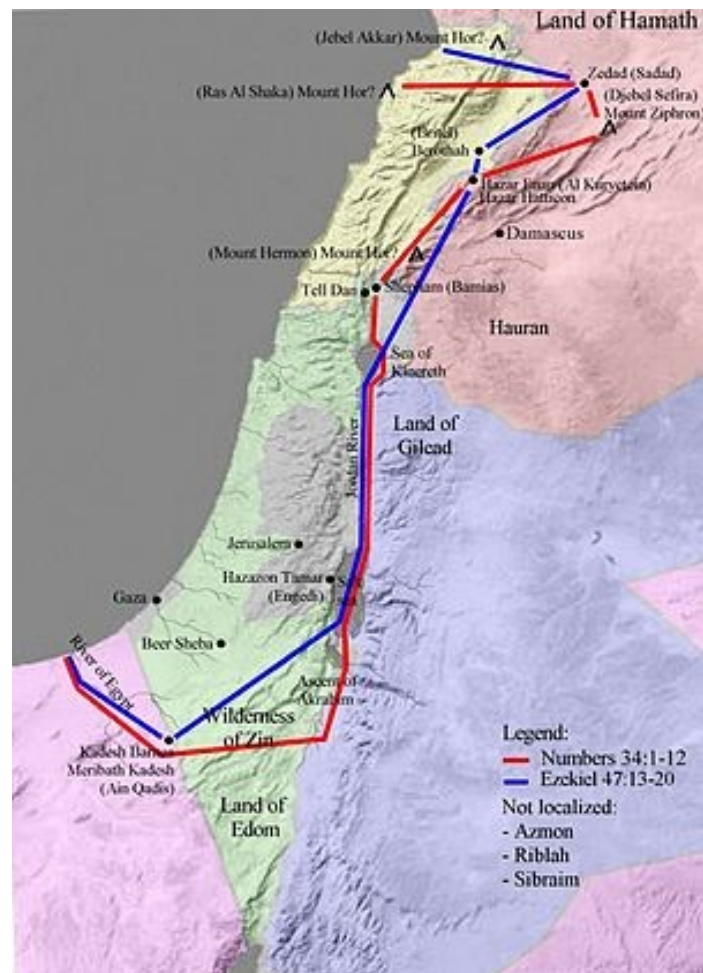 Land of Hamath
(Jebel Akkar) Mount Hor?
Zedad (Sadad)
(Ras Al Shaka) Mount Hor?
(Djebel Sefira)
Mount Ziphron?
Berothah
Hazar Enan (Al Kurvetein)
Hazar Hatticon
Damascus
(Mount Hermon) Mount Hor?
Tell Dan
Shepham (Bamias)
Hauran
Sea of
Kinereth
Land of
Gilead
Jordan River
Jerusalem
Hazazon Tamar
(Engedi)
Gaza
Beer Sheba
River of Egypt
Ascent of
Akrabim
Wilderness
of Zin
Kadesh Barnea
Meribath Kadesh
(Ain Qadis)
Land of
Edom
Legend:
Numbers 34:1-12
Ezekiel 47:13-20
Not localized:
- Azmon
- Riblah
- Sibraim